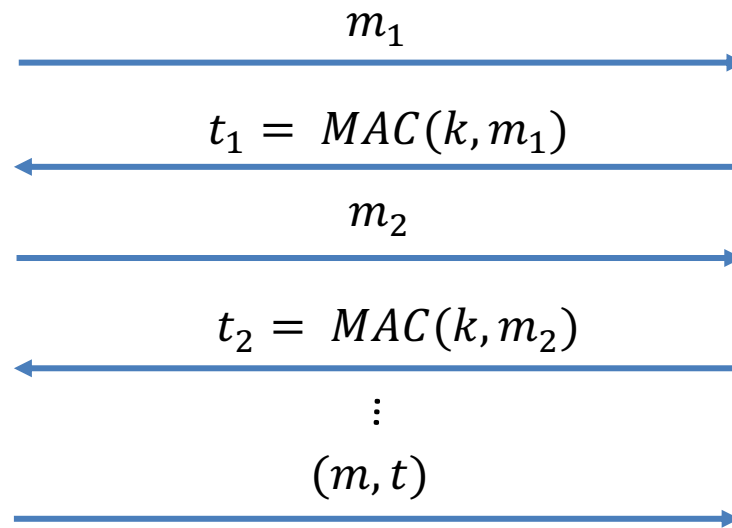 m₁
t₁ = MAC(k, m₁)
m₂
t₂ = MAC(k, m₂)
⋮
(m, t)